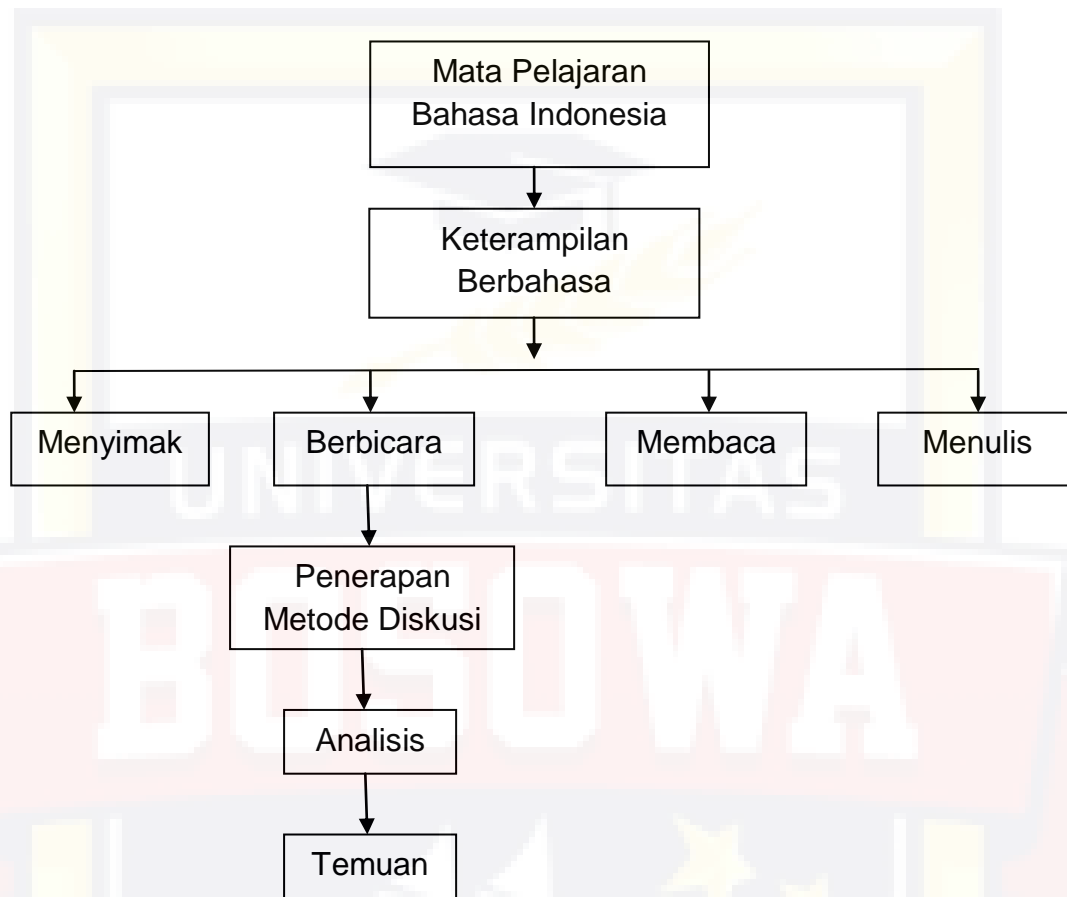 Mata Pelajaran
Bahasa Indonesia
Keterampilan
Berbahasa
Menyimak
Berbicara
Membaca
Menulis
UNIVERSITAS
BOSOWA
Penerapan
Metode Diskusi
Analisis
Temuan